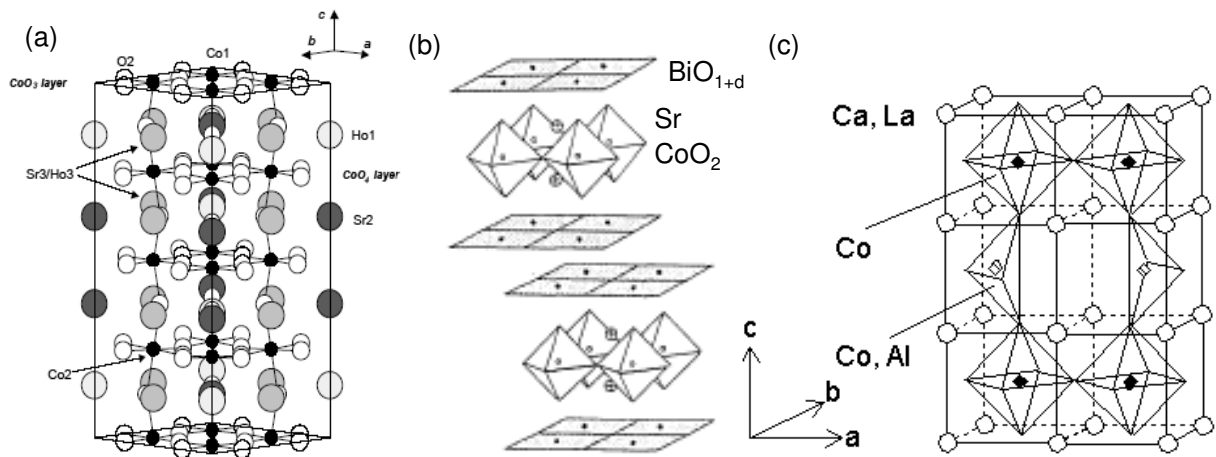 (a)
c
b
a
O2
Co1
CoO3 layer
Ho1
Sr3/Ho3
CoO4 layer
Sr2
Co2
(b)
BiO1+d
Sr
CoO2
(c)
Ca, La
Co
Co, Al
c
b
a